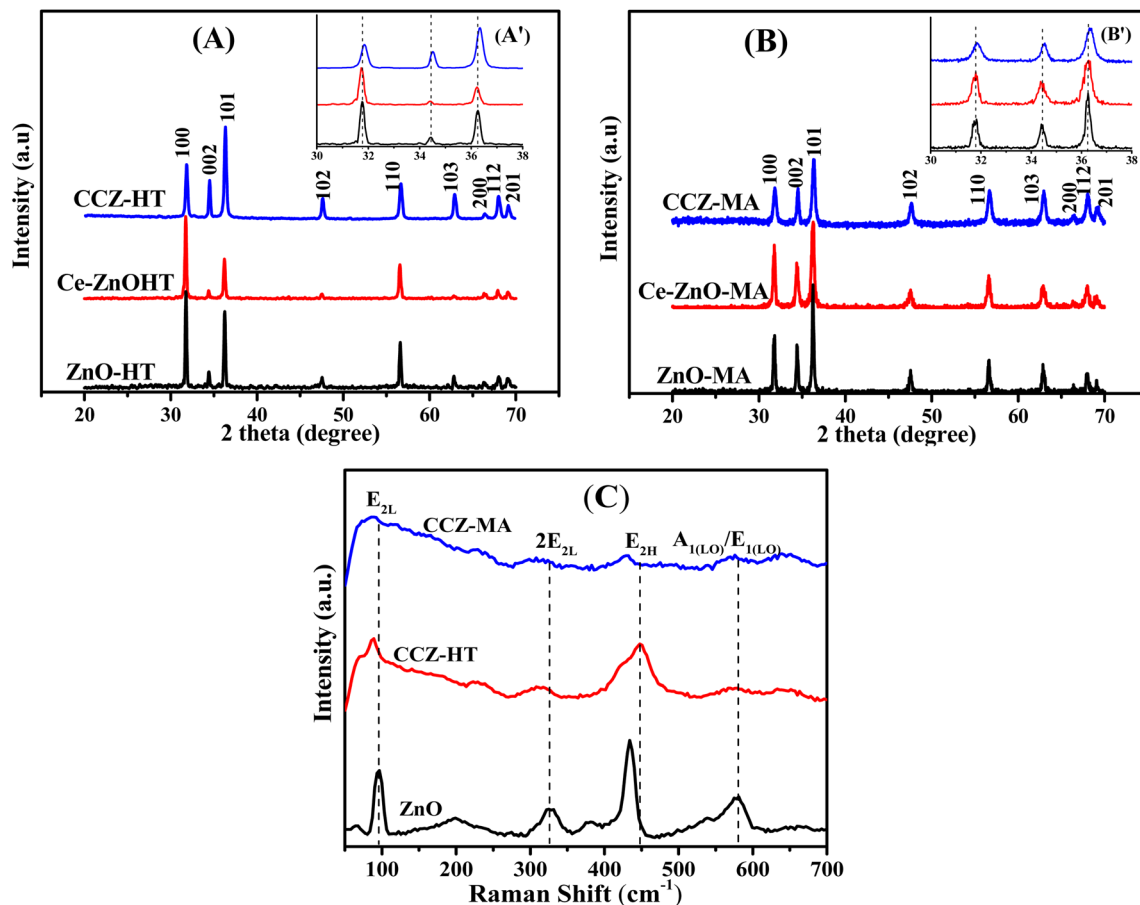 (A)
(A')
Intensity (a.u)
100
002
101
102
110
103
200
112
201
CCZ-HT
Ce-ZnOHT
ZnO-HT
30 32 34 36 38
20 30 40 50 60 70
2 theta (degree)
(B)
(B')
Intensity (a.u)
100
002
101
102
110
103
200
112
201
CCZ-MA
Ce-ZnO-MA
ZnO-MA
30 32 34 36 38
20 30 40 50 60 70
2 theta (degree)
(C)
Intensity (a.u.)
E2L
2E2L
E2H
A1(LO)/E1(LO)
CCZ-MA
CCZ-HT
ZnO
100 200 300 400 500 600 700
Raman Shift (cm-1)